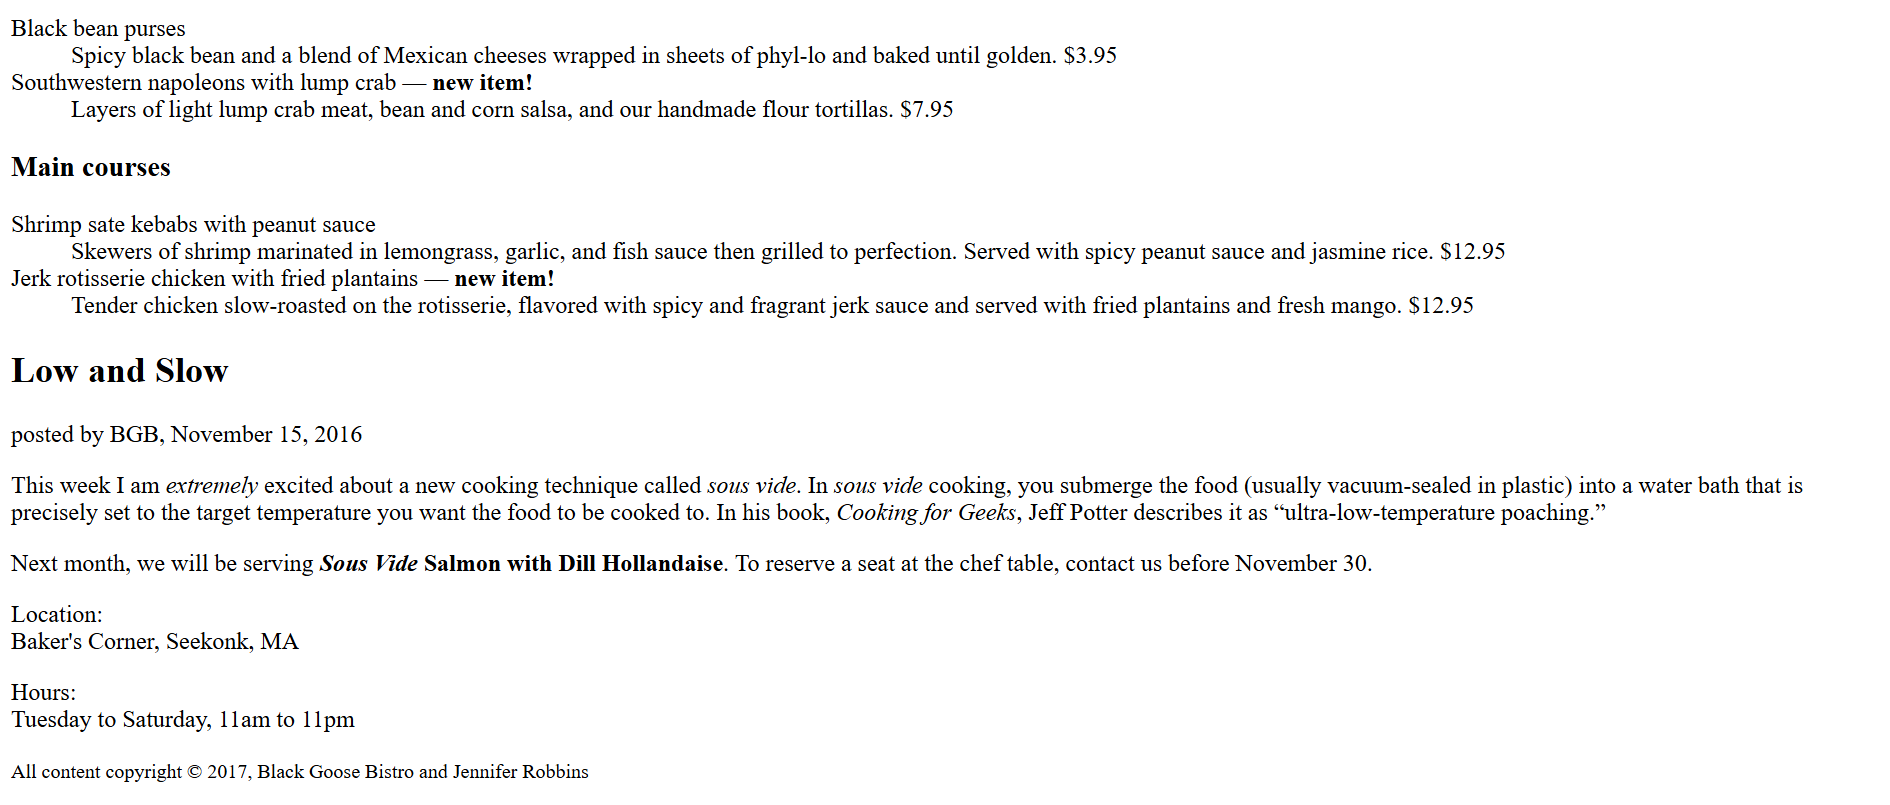 Black bean purses
Spicy black bean and a blend of Mexican cheeses wrapped in sheets of phyl-lo and baked until golden. $3.95
Southwestern napoleons with lump crab — new item!
Layers of light lump crab meat, bean and corn salsa, and our handmade flour tortillas. $7.95
Main courses
Shrimp sate kebabs with peanut sauce
Skewers of shrimp marinated in lemongrass, garlic, and fish sauce then grilled to perfection. Served with spicy peanut sauce and jasmine rice. $12.95
Jerk rotisserie chicken with fried plantains — new item!
Tender chicken slow-roasted on the rotisserie, flavored with spicy and fragrant jerk sauce and served with fried plantains and fresh mango. $12.95
Low and Slow
posted by BGB, November 15, 2016
This week I am extremely excited about a new cooking technique called sous vide. In sous vide cooking, you submerge the food (usually vacuum-sealed in plastic) into a water bath that is
precisely set to the target temperature you want the food to be cooked to. In his book, Cooking for Geeks, Jeff Potter describes it as “ultra-low-temperature poaching.”
Next month, we will be serving Sous Vide Salmon with Dill Hollandaise. To reserve a seat at the chef table, contact us before November 30.
Location:
Baker's Corner, Seekonk, MA
Hours:
Tuesday to Saturday, 11am to 11pm
All content copyright © 2017, Black Goose Bistro and Jennifer Robbins